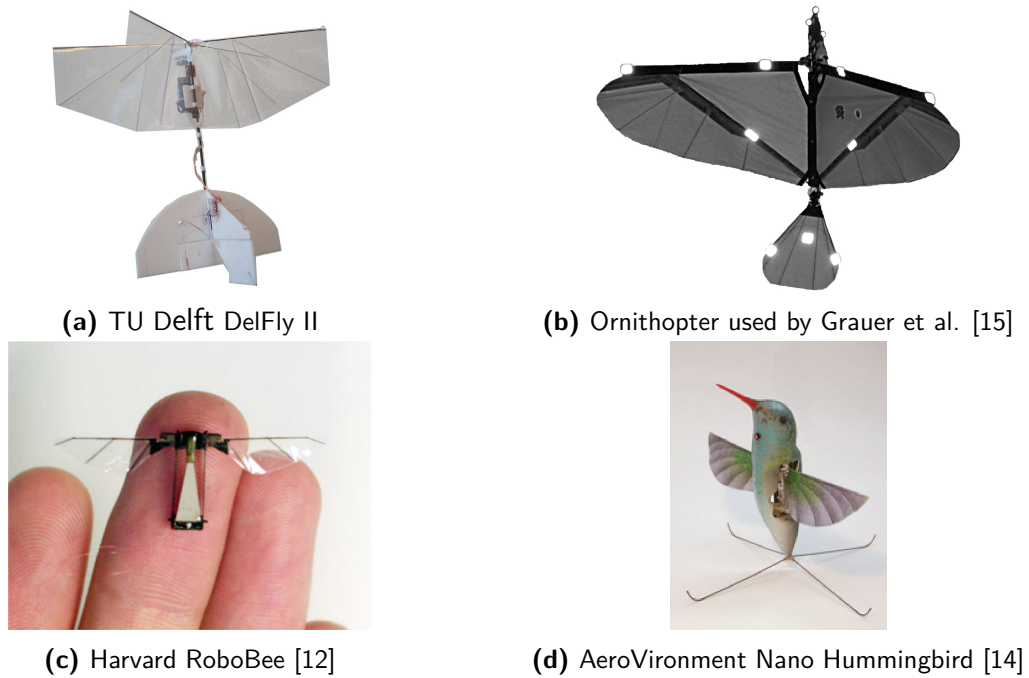 (a) TU Delft DelFly II
(b) Ornithopter used by Grauer et al. [15]
(c) Harvard RoboBee [12]
(d) AeroVironment Nano Hummingbird [14]